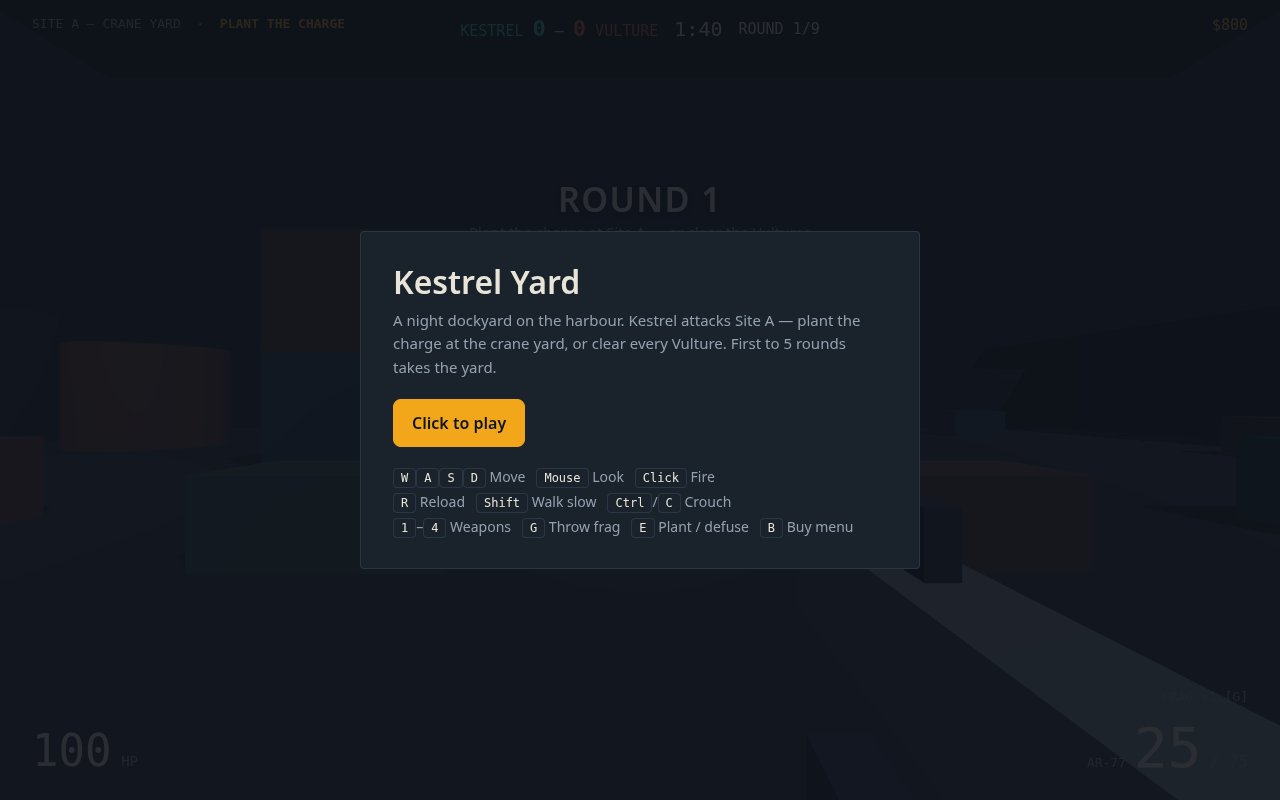 SITE A — CRANE YARD • PLANT THE CHARGE
KESTREL 0 — 0 VULTURE 1:40 ROUND 1/9
$800
ROUND 1
Kestrel Yard
A night dockyard on the harbour. Kestrel attacks Site A — plant the
charge at the crane yard, or clear every Vulture. First to 5 rounds
takes the yard.
Click to play
W A S D Move Mouse Look Click Fire
R Reload Shift Walk slow Ctrl / C Crouch
1 – 4 Weapons G Throw frag E Plant / defuse B Buy menu
[G]
100 HP
AR-77 25 / 75